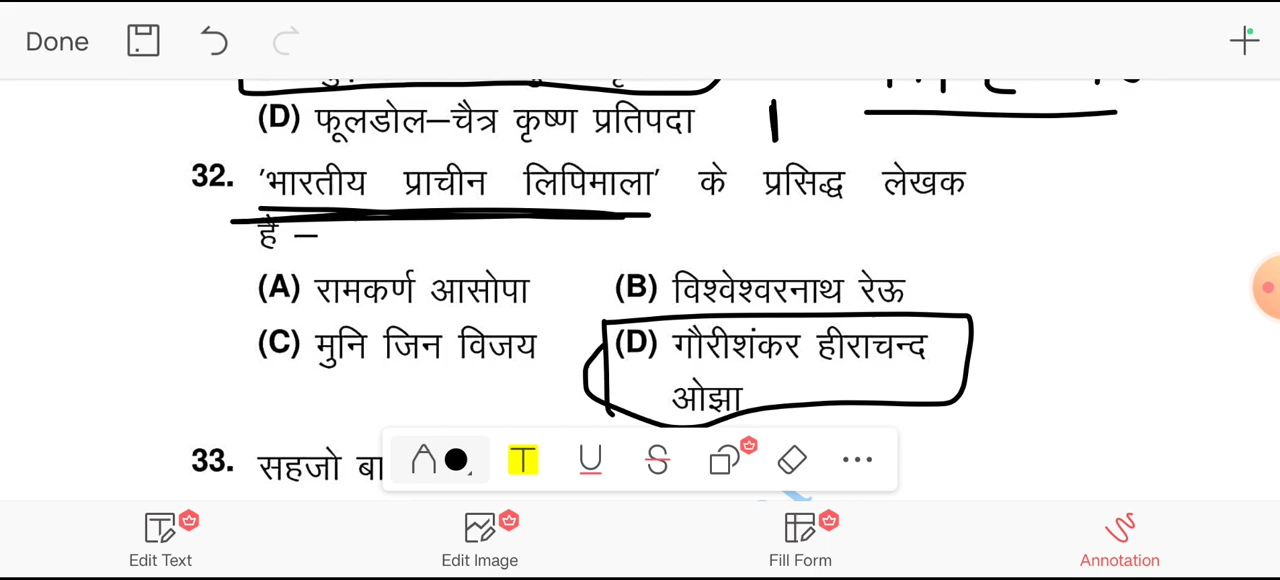 Done
(D) फूलडोल–चैत्र कृष्ण प्रतिपदा
32. 'भारतीय प्राचीन लिपिमाला' के प्रसिद्ध लेखक
है –
(A) रामकर्ण आसोपा (B) विश्वेश्वरनाथ रेऊ
(C) मुनि जिन विजय (D) गौरीशंकर हीराचन्द
ओझा
33. सहजो बा
T U S
Edit Text Edit Image Fill Form Annotation